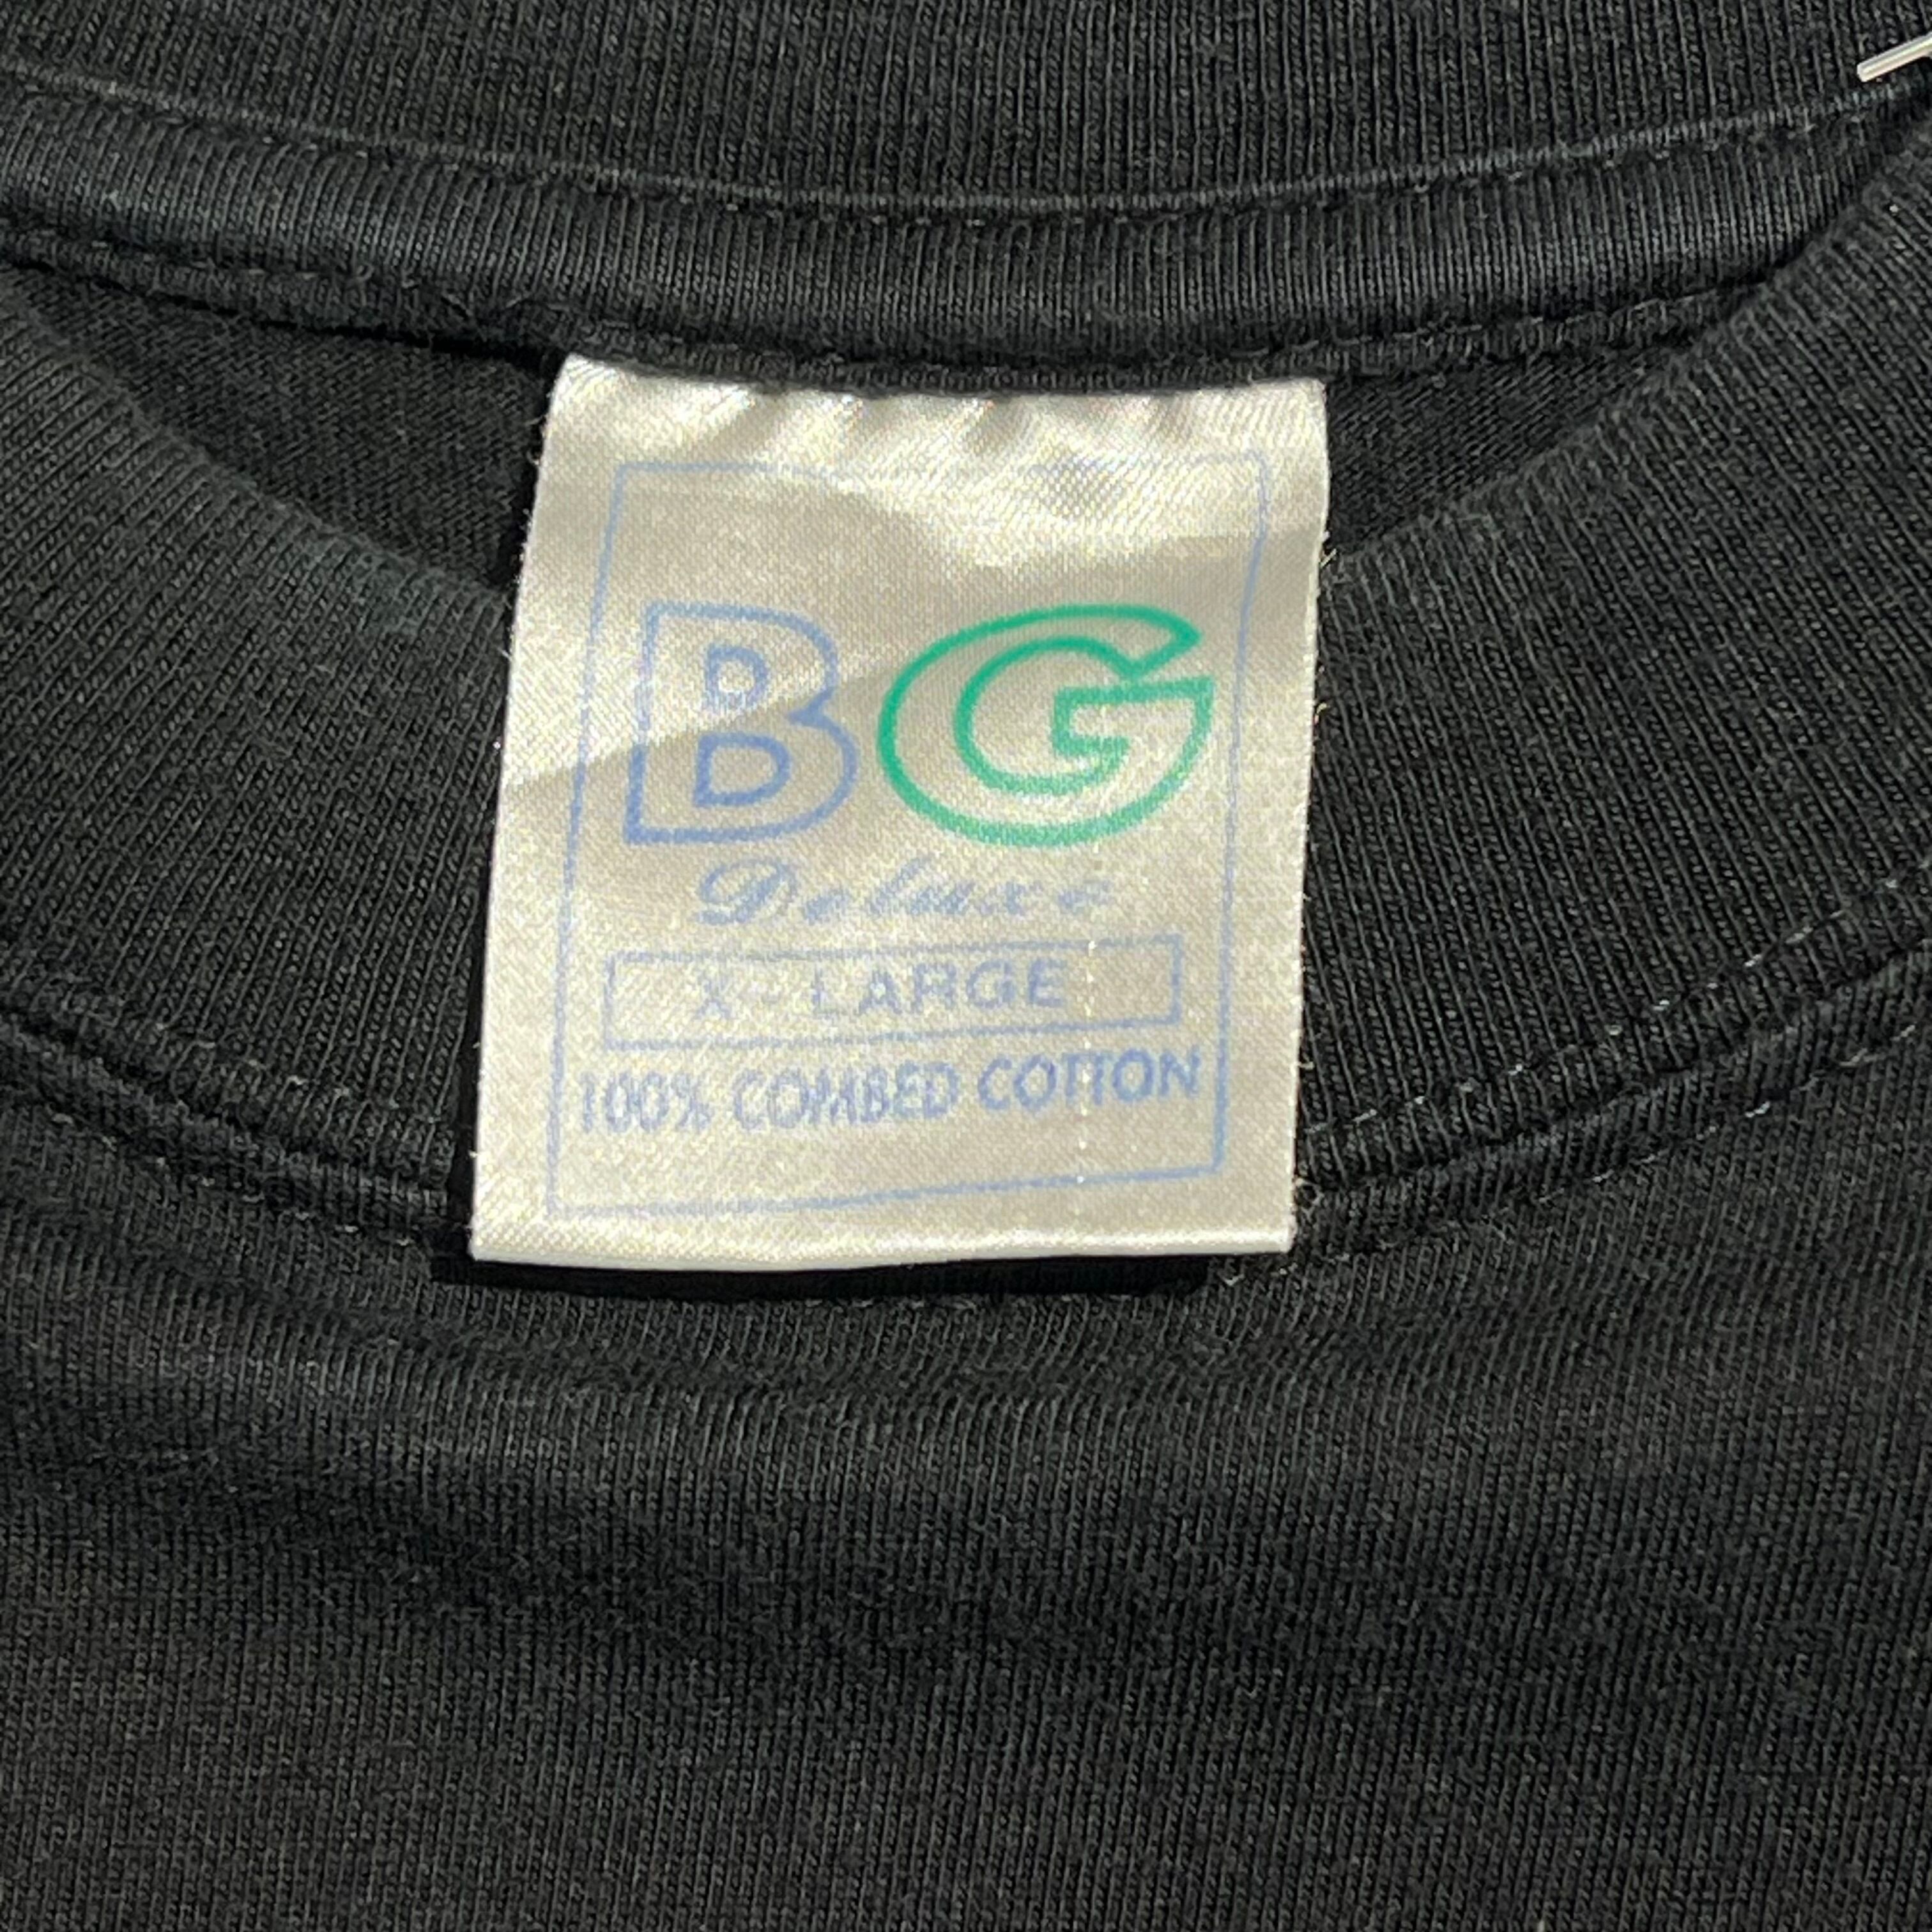 BG
Deluxe
X - LARGE
100% COMBED COTTON